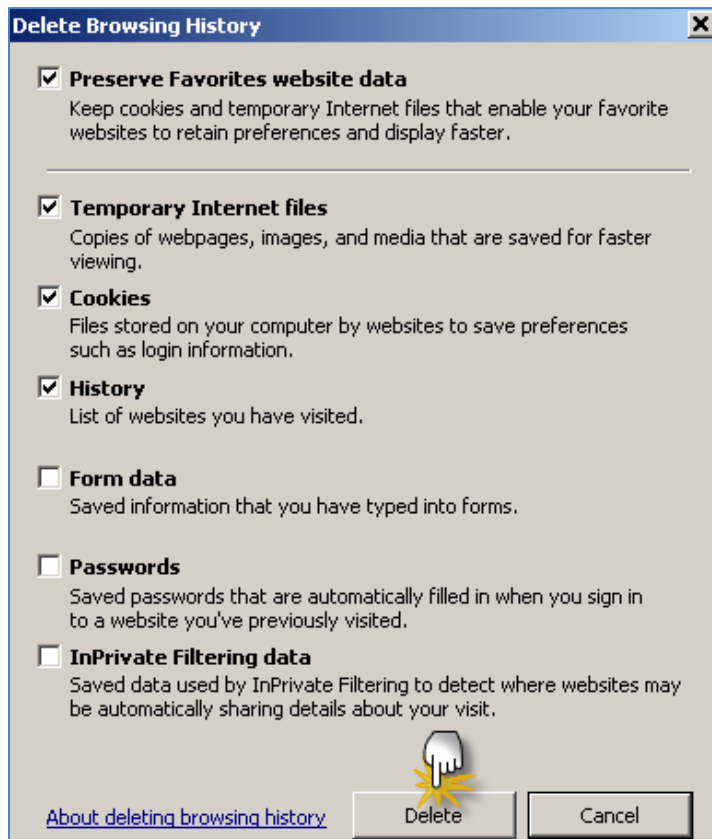 Delete Browsing History
Preserve Favorites website data
Keep cookies and temporary Internet files that enable your favorite
websites to retain preferences and display faster.
Temporary Internet files
Copies of webpages, images, and media that are saved for faster
viewing.
Cookies
Files stored on your computer by websites to save preferences
such as login information.
History
List of websites you have visited.
Form data
Saved information that you have typed into forms.
Passwords
Saved passwords that are automatically filled in when you sign in
to a website you've previously visited.
InPrivate Filtering data
Saved data used by InPrivate Filtering to detect where websites may
be automatically sharing details about your visit.
About deleting browsing history Delete Cancel